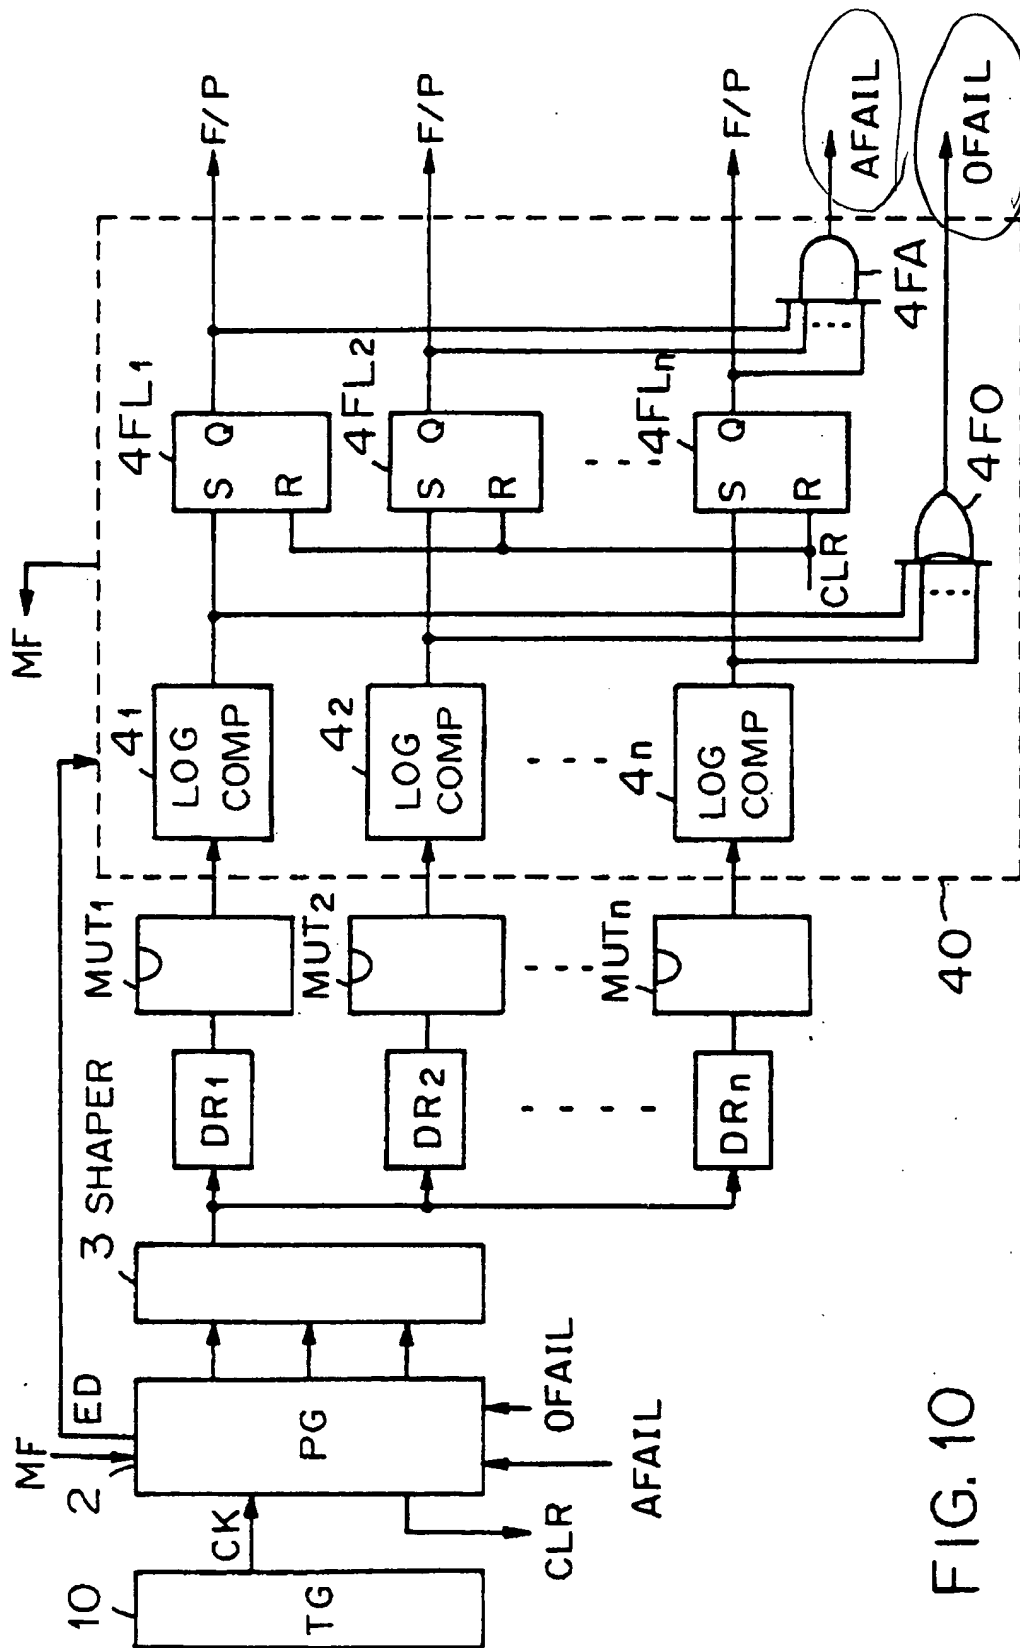 10
TG
CK
2
MF
ED
PG
CLR
AFAIL
OFAIL
3 SHAPER
DR1
DR2
DRn
MUT1
MUT2
MUTn
41
LOG
COMP
42
LOG
COMP
4n
LOG
COMP
MF
40
4FL1
S
Q
R
4FL2
S
Q
R
4FLn
S
Q
R
CLR
4FO
4FA
F/P
F/P
F/P
AFAIL
OFAIL
FIG. 10